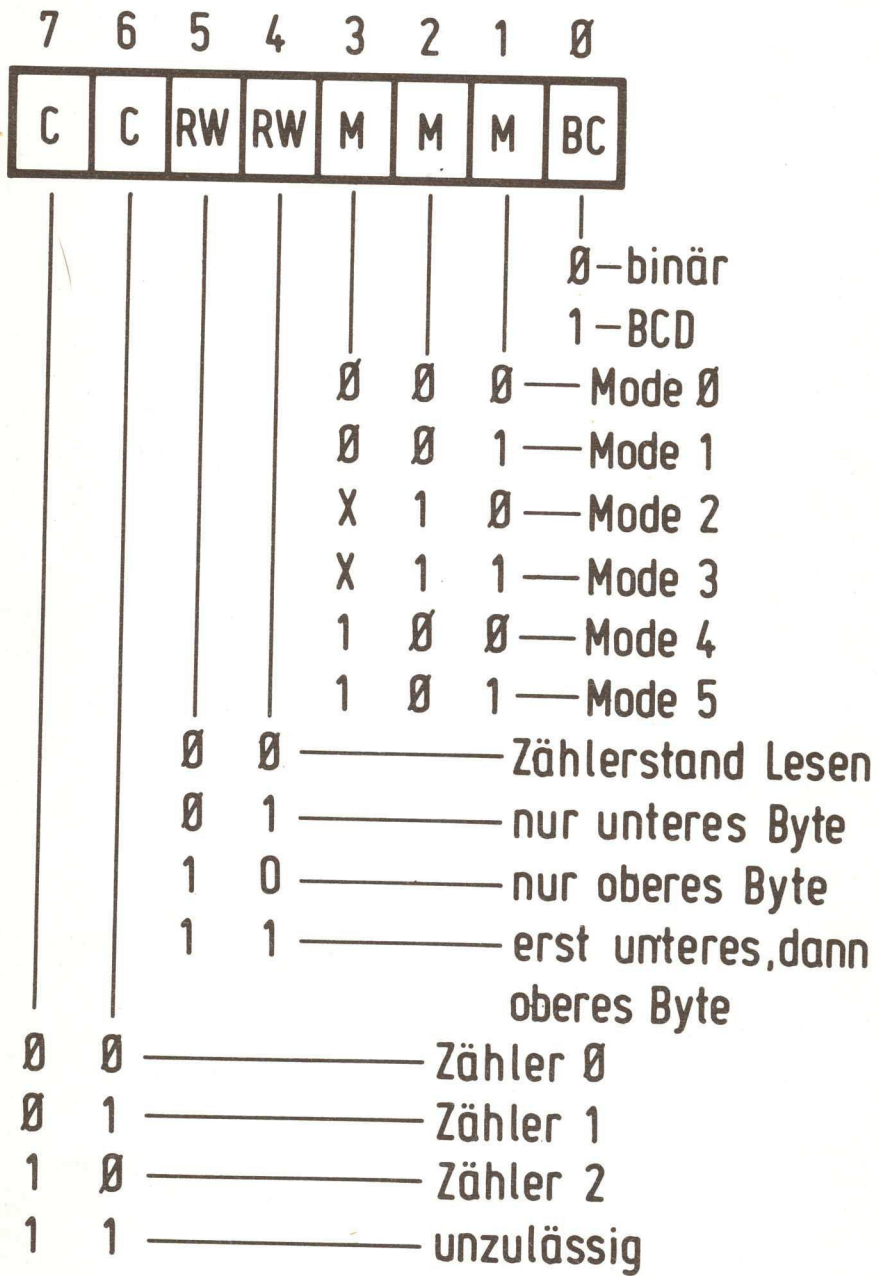 7 6 5 4 3 2 1 Ø
C C RW RW M M M BC
Ø–binär
1–BCD
Ø Ø Ø — Mode Ø
Ø Ø 1 — Mode 1
X 1 Ø — Mode 2
X 1 1 — Mode 3
1 Ø Ø — Mode 4
1 Ø 1 — Mode 5
Ø Ø — Zählerstand Lesen
Ø 1 — nur unteres Byte
1 0 — nur oberes Byte
1 1 — erst unteres,dann
oberes Byte
Ø Ø — Zähler Ø
Ø 1 — Zähler 1
1 Ø — Zähler 2
1 1 — unzulässig